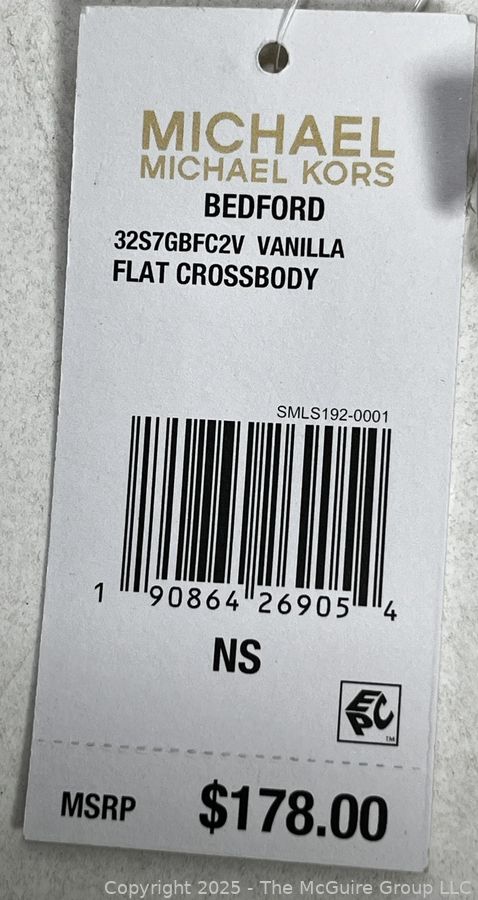 MICHAEL
MICHAEL KORS
BEDFORD
32S7GBFC2V VANILLA
FLAT CROSSBODY
SMLS192-0001
1 90864 26905 4
NS
EPC
TM
MSRP $178.00
Copyright 2025 - The McGuire Group LLC